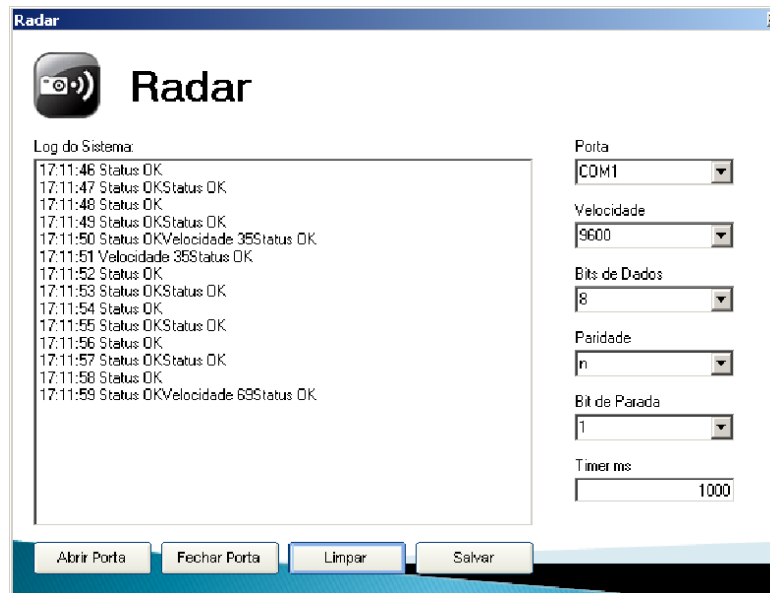 Radar
Radar
Log do Sistema:
17:11:46 Status OK
17:11:47 Status OKStatus OK
17:11:48 Status OK
17:11:49 Status OKStatus OK
17:11:50 Status OKVelocidade 35Status OK
17:11:51 Velocidade 35Status OK
17:11:52 Status OK
17:11:53 Status OKStatus OK
17:11:54 Status OK
17:11:55 Status OKStatus OK
17:11:56 Status OK
17:11:57 Status OKStatus OK
17:11:58 Status OK
17:11:59 Status OKVelocidade 69Status OK
Porta
COM1
Velocidade
9600
Bits de Dados
8
Paridade
n
Bit de Parada
1
Timer ms
1000
Abrir Porta
Fechar Porta
Limpar
Salvar